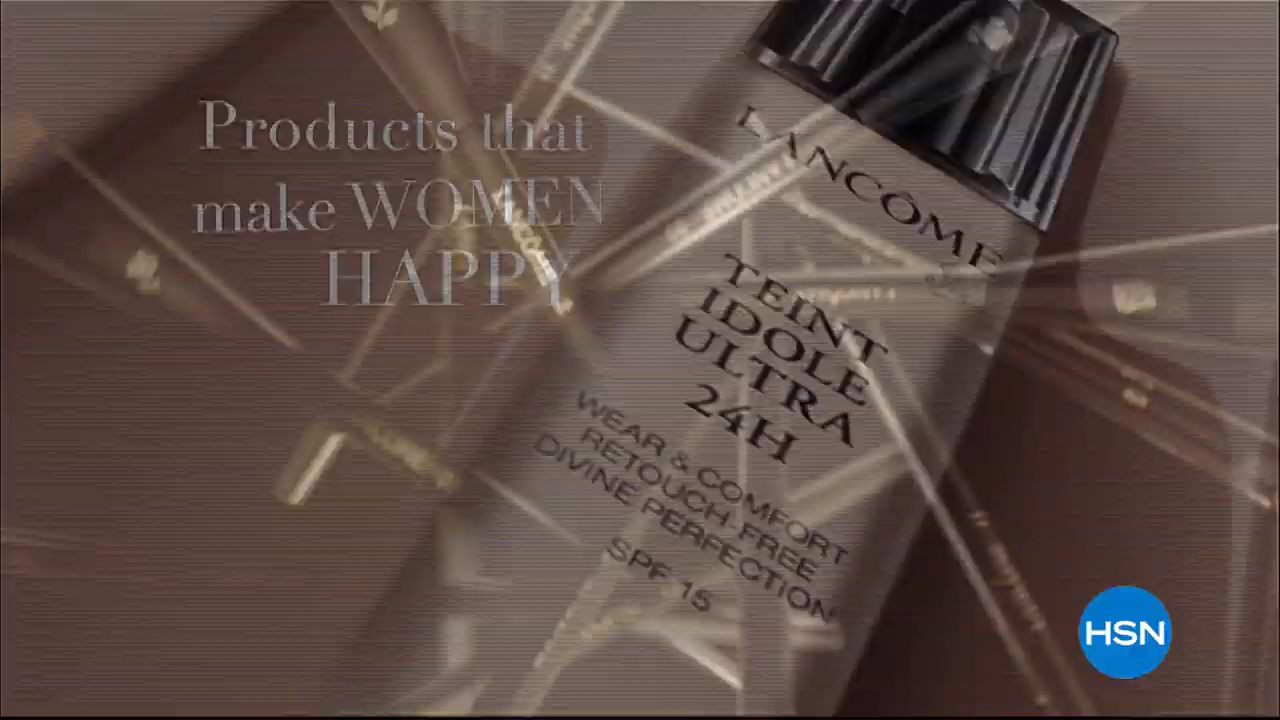 Products that
make WOMEN
HAPPY
LANCÔME
TEINT
IDOLE
ULTRA
24H
WEAR & COMFORT
RETOUCH-FREE
DIVINE PERFECTION
SPF 15
HSN